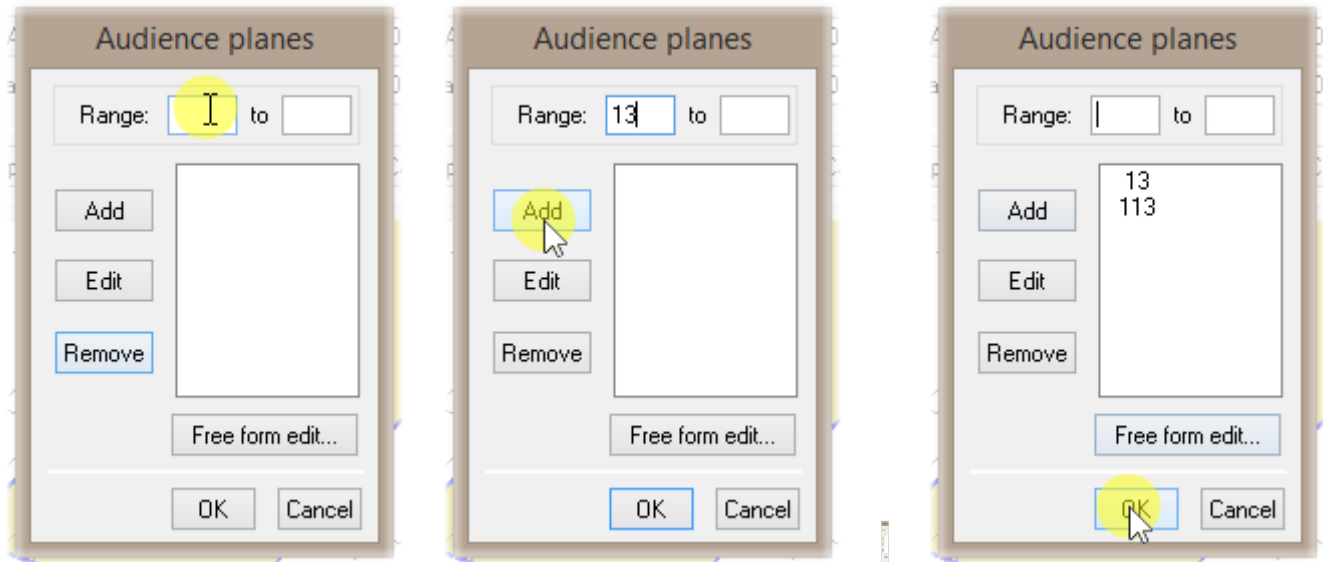 Audience planes
Range: to
Add
Edit
Remove
Free form edit...
OK Cancel
Audience planes
Range: 13 to
Add
Edit
Remove
Free form edit...
OK Cancel
Audience planes
Range: to
13
113
Add
Edit
Remove
Free form edit...
OK Cancel